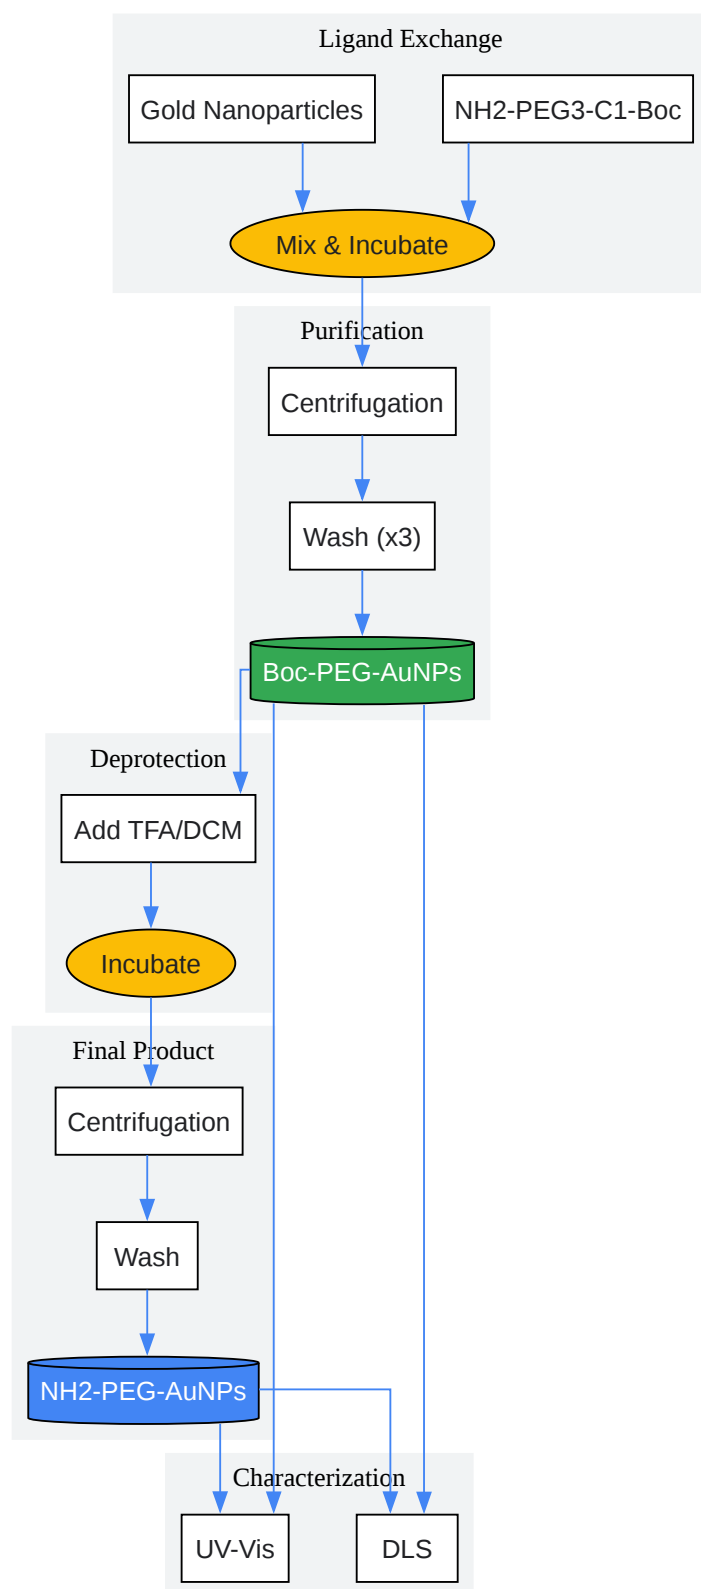 Ligand Exchange
Gold Nanoparticles
NH2-PEG3-C1-Boc
Mix & Incubate
Purification
Centrifugation
Wash (x3)
Boc-PEG-AuNPs
Deprotection
Add TFA/DCM
Incubate
Final Product
Centrifugation
Wash
NH2-PEG-AuNPs
Characterization
UV-Vis
DLS